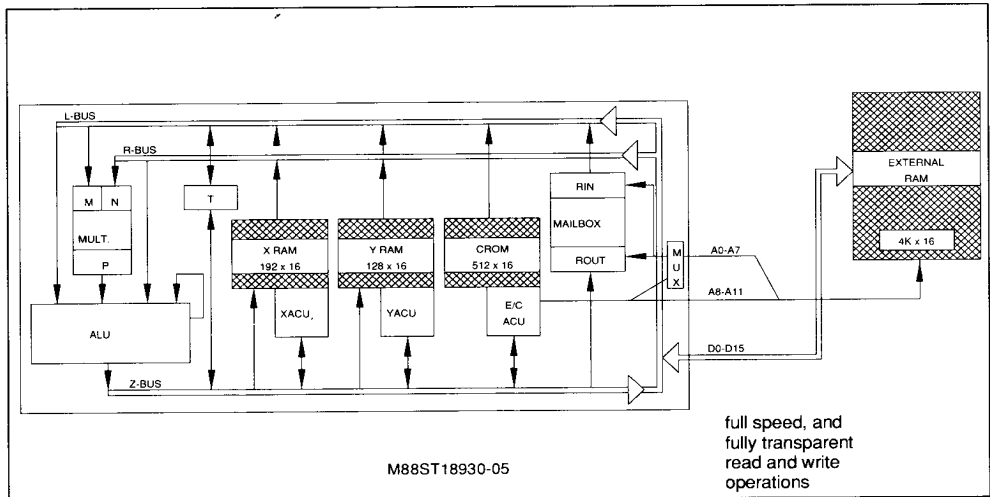 L-BUS
R-BUS
M N
MULT.
P
ALU
T
X RAM
192 x 16
XACU
Y RAM
128 x 16
YACU
CROM
512 x 16
E/C
ACU
RIN
MAILBOX
ROUT
MUX
A0-A7
A8-A11
D0-D15
EXTERNAL
RAM
4K x 16
Z-BUS
full speed, and
fully transparent
read and write
operations
M88ST18930-05